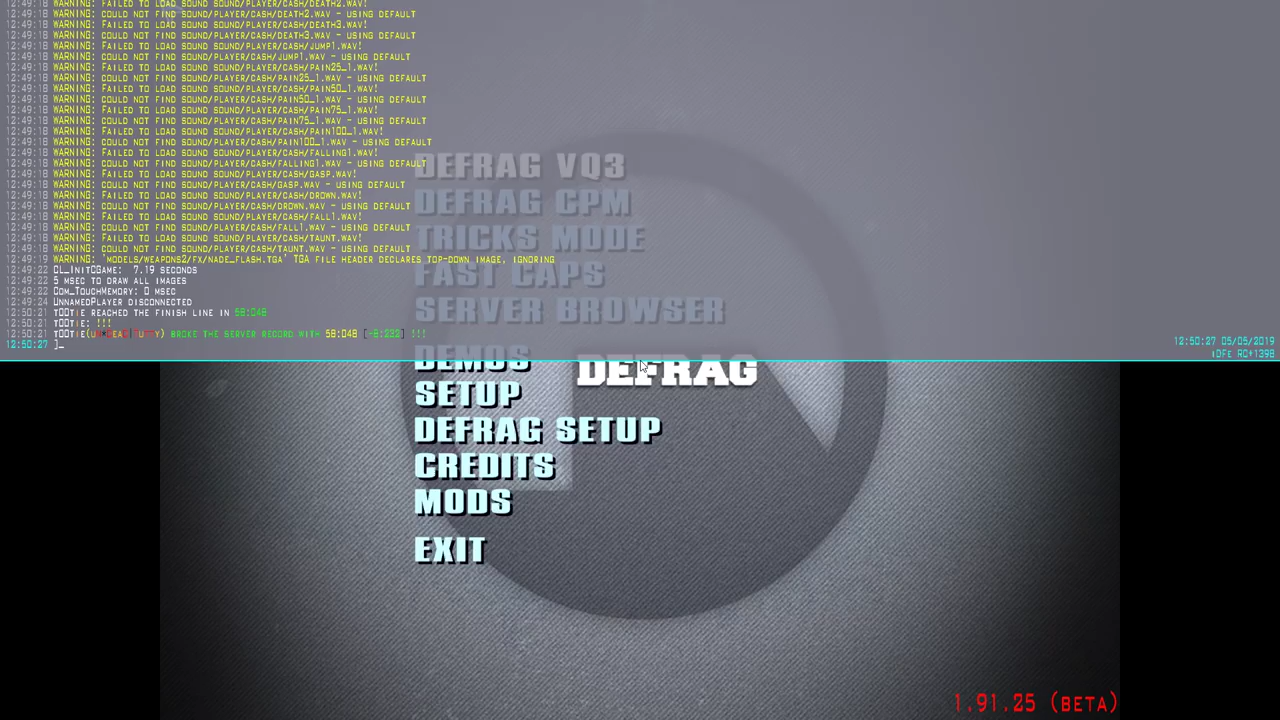 12:49:18 WARNING: FAILED TO LOAD SOUND SOUND/PLAYER/CASH/DEATH2.WAV!
12:49:18 WARNING: COULD NOT FIND SOUND/PLAYER/CASH/DEATH2.WAV - USING DEFAULT
12:49:18 WARNING: FAILED TO LOAD SOUND SOUND/PLAYER/CASH/DEATH3.WAV!
12:49:18 WARNING: COULD NOT FIND SOUND/PLAYER/CASH/DEATH3.WAV - USING DEFAULT
12:49:18 WARNING: FAILED TO LOAD SOUND SOUND/PLAYER/CASH/JUMP1.WAV!
12:49:18 WARNING: COULD NOT FIND SOUND/PLAYER/CASH/JUMP1.WAV - USING DEFAULT
12:49:18 WARNING: FAILED TO LOAD SOUND SOUND/PLAYER/CASH/PAIN25_1.WAV!
12:49:18 WARNING: COULD NOT FIND SOUND/PLAYER/CASH/PAIN25_1.WAV - USING DEFAULT
12:49:18 WARNING: FAILED TO LOAD SOUND SOUND/PLAYER/CASH/PAIN50_1.WAV!
12:49:18 WARNING: COULD NOT FIND SOUND/PLAYER/CASH/PAIN50_1.WAV - USING DEFAULT
12:49:18 WARNING: FAILED TO LOAD SOUND SOUND/PLAYER/CASH/PAIN75_1.WAV!
12:49:18 WARNING: COULD NOT FIND SOUND/PLAYER/CASH/PAIN75_1.WAV - USING DEFAULT
12:49:18 WARNING: FAILED TO LOAD SOUND SOUND/PLAYER/CASH/PAIN100_1.WAV!
12:49:18 WARNING: COULD NOT FIND SOUND/PLAYER/CASH/PAIN100_1.WAV - USING DEFAULT
12:49:18 WARNING: FAILED TO LOAD SOUND SOUND/PLAYER/CASH/FALLING1.WAV!
12:49:18 WARNING: COULD NOT FIND SOUND/PLAYER/CASH/FALLING1.WAV - USING DEFAULT
12:49:18 WARNING: FAILED TO LOAD SOUND SOUND/PLAYER/CASH/GASP.WAV!
12:49:18 WARNING: COULD NOT FIND SOUND/PLAYER/CASH/GASP.WAV - USING DEFAULT
12:49:18 WARNING: FAILED TO LOAD SOUND SOUND/PLAYER/CASH/DROWN.WAV!
12:49:18 WARNING: COULD NOT FIND SOUND/PLAYER/CASH/DROWN.WAV - USING DEFAULT
12:49:18 WARNING: FAILED TO LOAD SOUND SOUND/PLAYER/CASH/FALL1.WAV!
12:49:18 WARNING: COULD NOT FIND SOUND/PLAYER/CASH/FALL1.WAV - USING DEFAULT
12:49:18 WARNING: FAILED TO LOAD SOUND SOUND/PLAYER/CASH/TAUNT.WAV!
12:49:18 WARNING: COULD NOT FIND SOUND/PLAYER/CASH/TAUNT.WAV - USING DEFAULT
12:49:19 WARNING: 'MODELS/WEAPONS2/FX/NADE_FLASH.TGA' TGA FILE HEADER DECLARES TOP-DOWN IMAGE, IGNORING
12:49:22 CL_INITCGAME: 7.19 SECONDS
12:49:22 5 MSEC TO DRAW ALL IMAGES
12:49:22 COM_TOUCHMEMORY: 0 MSEC
12:49:24 UNNAMEDPLAYER DISCONNECTED
12:50:21 TOOTIE REACHED THE FINISH LINE IN 58:048
12:50:21 TOOTIE: !!!
12:50:21 BROKE THE SERVER RECORD WITH 58:048 [-8:232] !!!
12:50:27 ]_
12:50:27 05/05/2019
DEFRAG VQ3
DEFRAG CPM
TRICKS MODE
FAST CAPS
SERVER BROWSER
DEMOS
DEFRAG
SETUP
DEFRAG SETUP
CREDITS
MODS
EXIT
1.91.25 (BETA)